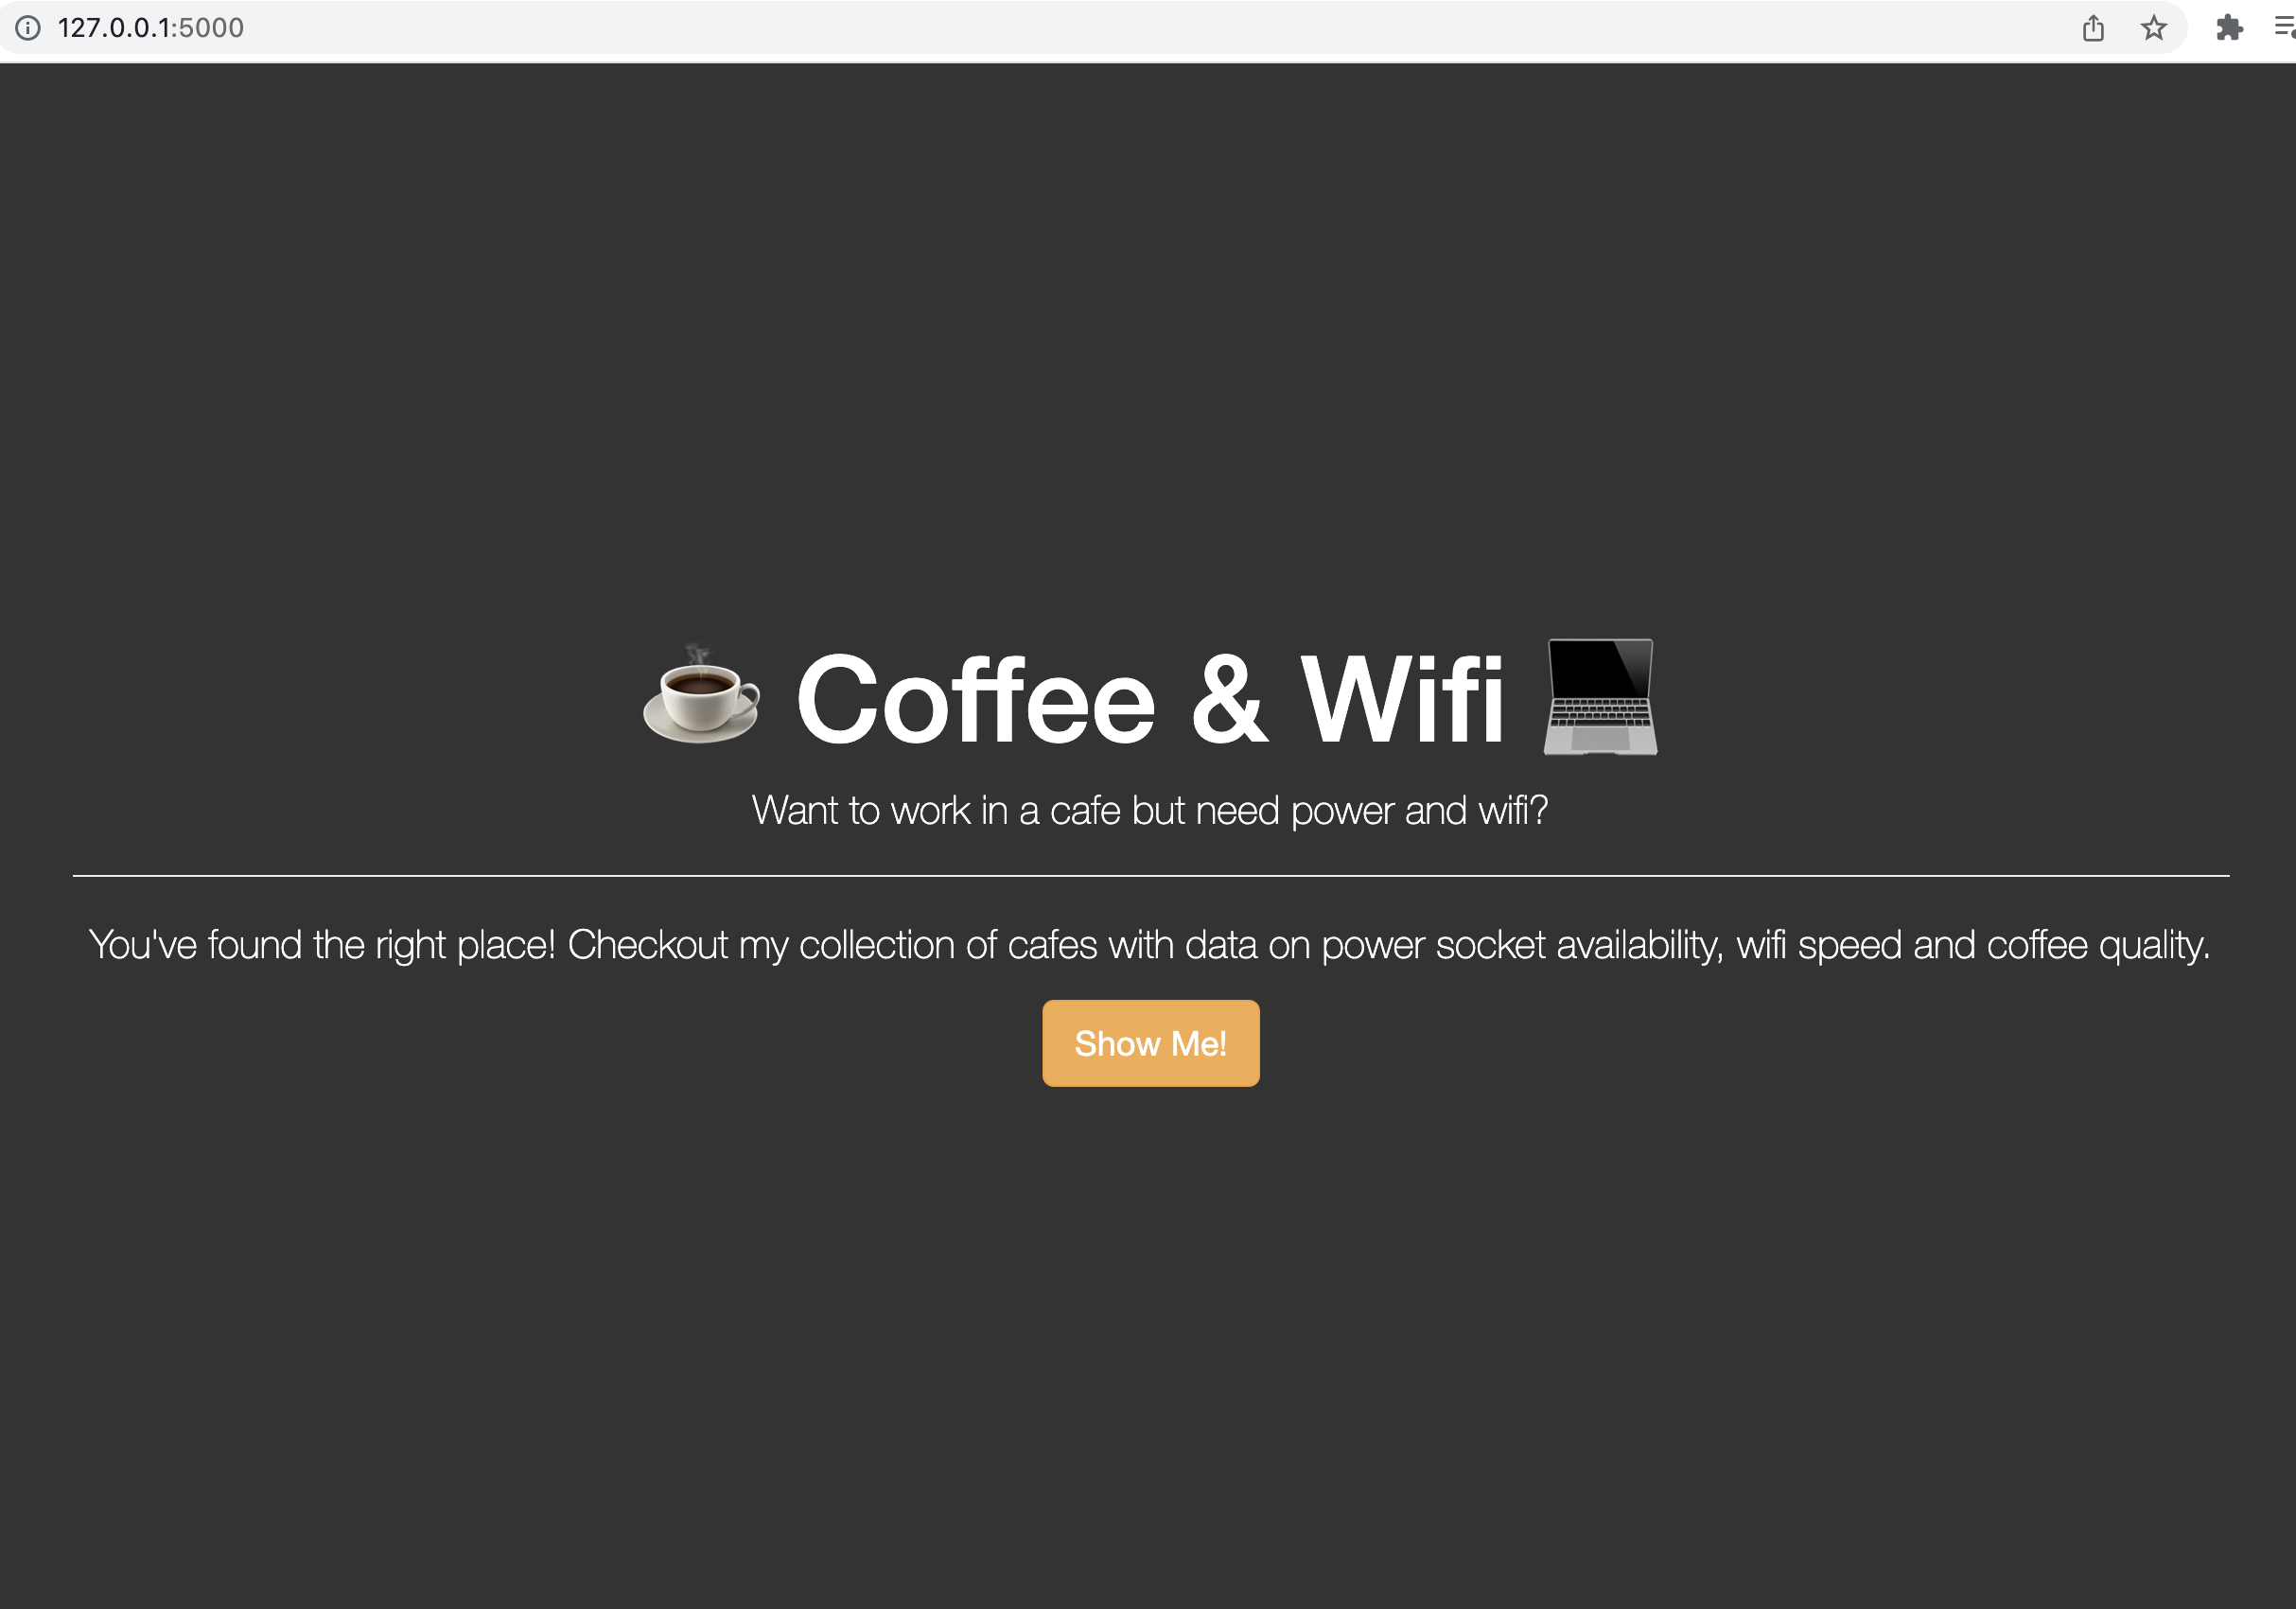 127.0.0.1:5000
☕ Coffee & Wifi 💻
Want to work in a cafe but need power and wifi?
You've found the right place! Checkout my collection of cafes with data on power socket availability, wifi speed and coffee quality.
Show Me!